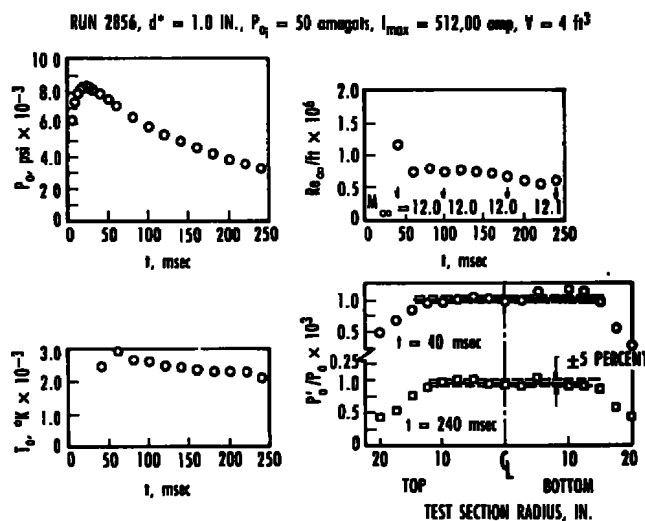 RUN 2856, d* = 1.0 IN., P₀ᵢ = 50 amagats, Iₘₐₓ = 512,00 amp, V = 4 ft³
P₀, psi × 10⁻³
10.0
8.0
6.0
4.0
2.0
0
0 50 100 150 200 250
t, msec
Re∞/ft × 10⁶
2.0
1.5
1.0
0.5
0
M∞ = 12.0 12.0 12.0 12.1
0 50 100 150 200 250
t, msec
T₀, °K × 10⁻³
3.0
2.0
1.0
0
0 50 100 150 200 250
t, msec
P₀'/P₀ × 10³
1.0
0.5
t = 40 msec
0.25
±5 PERCENT
1.0
0.5
t = 240 msec
0
20 10 CL 10 20
TOP BOTTOM
TEST SECTION RADIUS, IN.